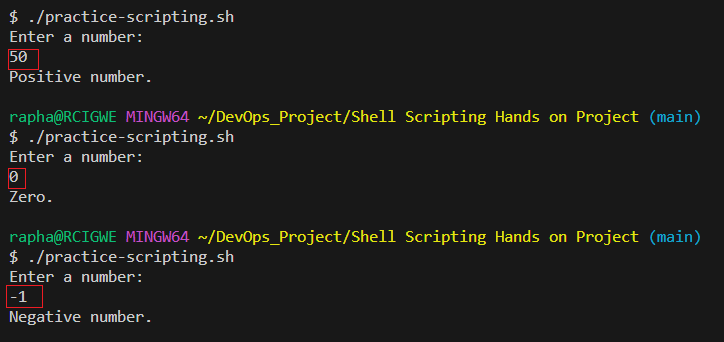 $ ./practice-scripting.sh
Enter a number:
50
Positive number.
rapha@RCIGWE MINGW64 ~/DevOps_Project/Shell Scripting Hands on Project (main)
$ ./practice-scripting.sh
Enter a number:
0
Zero.
rapha@RCIGWE MINGW64 ~/DevOps_Project/Shell Scripting Hands on Project (main)
$ ./practice-scripting.sh
Enter a number:
-1
Negative number.